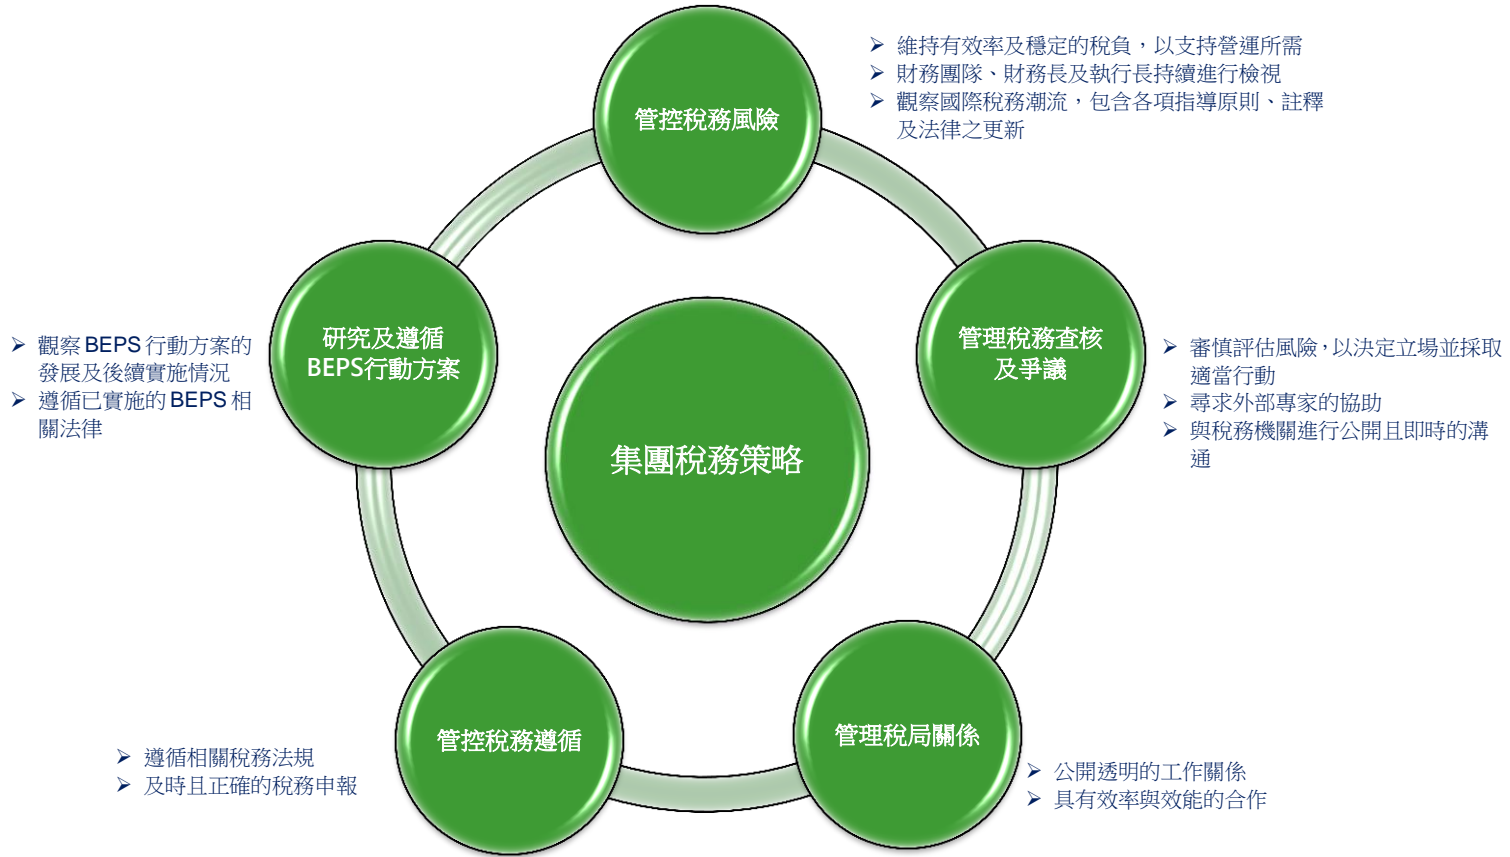 管控稅務風險
➢ 維持有效率及穩定的稅負，以支持營運所需
➢ 財務團隊、財務長及執行長持續進行檢視
➢ 觀察國際稅務潮流，包含各項指導原則、註釋
及法律之更新
管理稅務查核
及爭議
➢ 審慎評估風險，以決定立場並採取
適當行動
➢ 尋求外部專家的協助
➢ 與稅務機關進行公開且即時的溝
通
管理稅局關係
➢ 公開透明的工作關係
➢ 具有效率與效能的合作
管控稅務遵循
➢ 遵循相關稅務法規
➢ 及時且正確的稅務申報
研究及遵循
BEPS行動方案
➢ 觀察 BEPS 行動方案的
發展及後續實施情況
➢ 遵循已實施的 BEPS 相
關法律
集團稅務策略